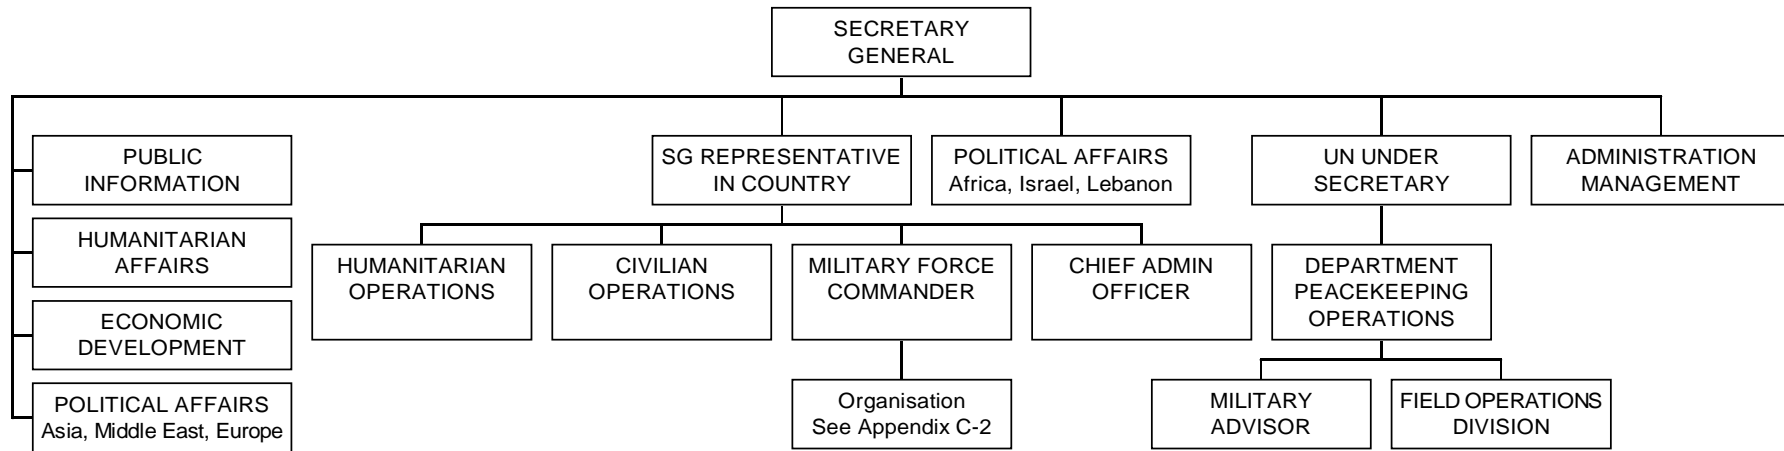 SECRETARY
GENERAL
PUBLIC
INFORMATION
SG REPRESENTATIVE
IN COUNTRY
POLITICAL AFFAIRS
Africa, Israel, Lebanon
UN UNDER
SECRETARY
ADMINISTRATION
MANAGEMENT
HUMANITARIAN
AFFAIRS
HUMANITARIAN
OPERATIONS
CIVILIAN
OPERATIONS
MILITARY FORCE
COMMANDER
CHIEF ADMIN
OFFICER
DEPARTMENT
PEACEKEEPING
OPERATIONS
ECONOMIC
DEVELOPMENT
POLITICAL AFFAIRS
Asia, Middle East, Europe
Organisation
See Appendix C-2
MILITARY
ADVISOR
FIELD OPERATIONS
DIVISION